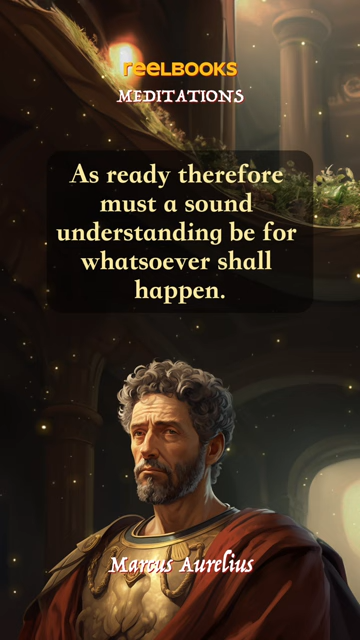 reelbooks
MEDITATIONS
As ready therefore
must a sound
understanding be for
whatsoever shall
happen.
Marcus Aurelius